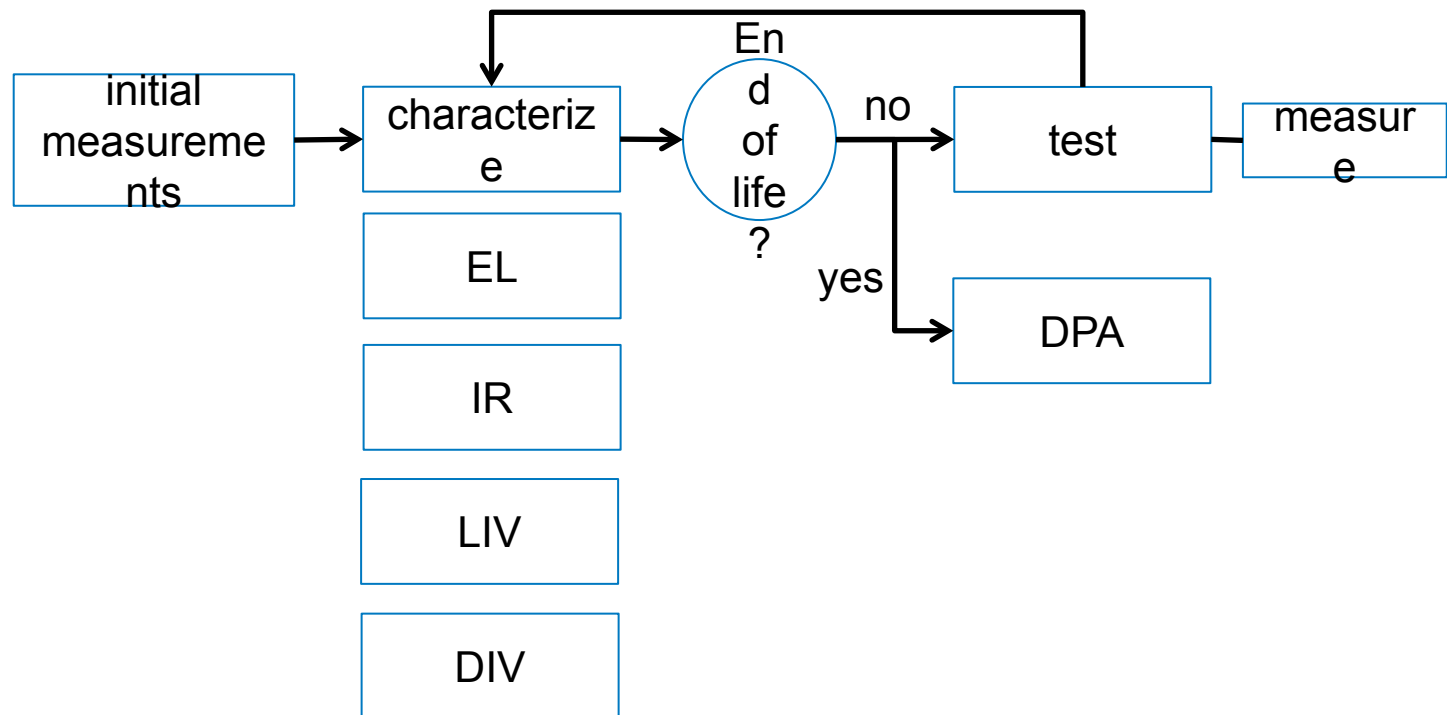 initial
measureme
nts
characteriz
e
En
d
of
life
?
no
test
measur
e
yes
EL
DPA
IR
LIV
DIV